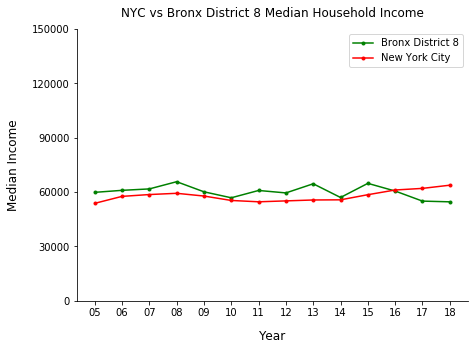 NYC vs Bronx District 8 Median Household Income
150000
120000
90000
60000
30000
0
Median Income
Bronx District 8
New York City
05 06 07 08 09 10 11 12 13 14 15 16 17 18
Year